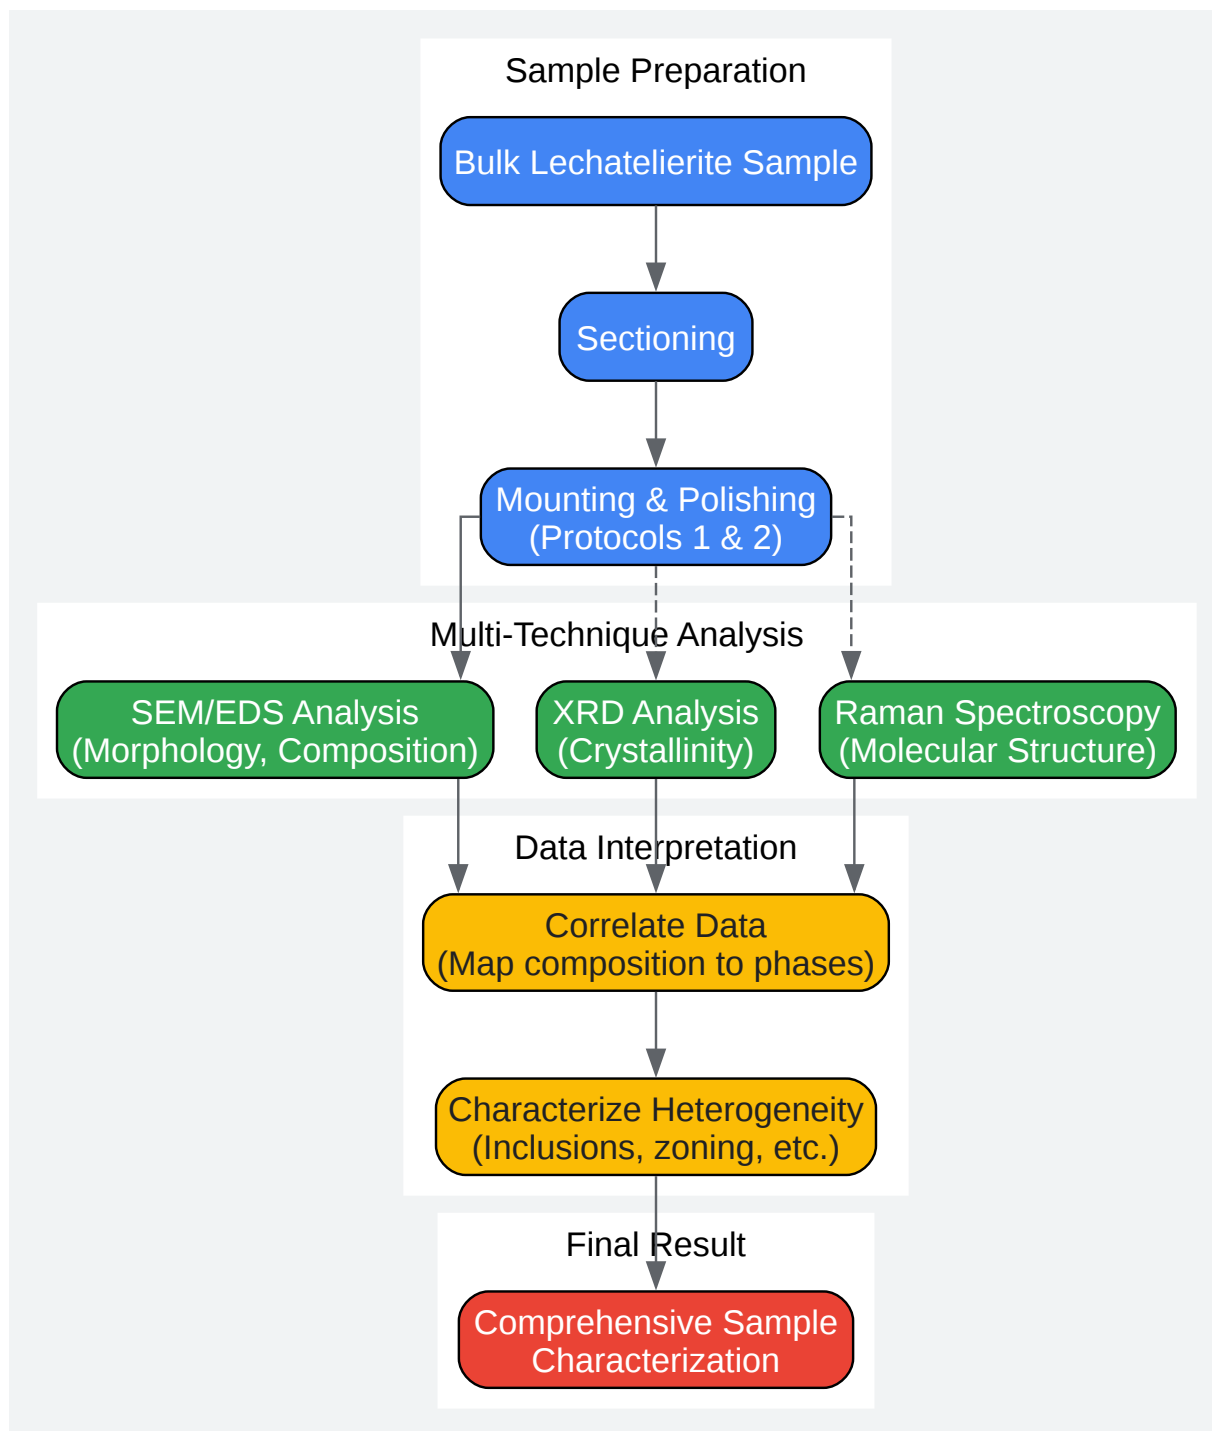 Sample Preparation
Bulk Lechatelierite Sample
Sectioning
Mounting & Polishing
(Protocols 1 & 2)
Multi-Technique Analysis
SEM/EDS Analysis
(Morphology, Composition)
XRD Analysis
(Crystallinity)
Raman Spectroscopy
(Molecular Structure)
Data Interpretation
Correlate Data
(Map composition to phases)
Characterize Heterogeneity
(Inclusions, zoning, etc.)
Final Result
Comprehensive Sample
Characterization